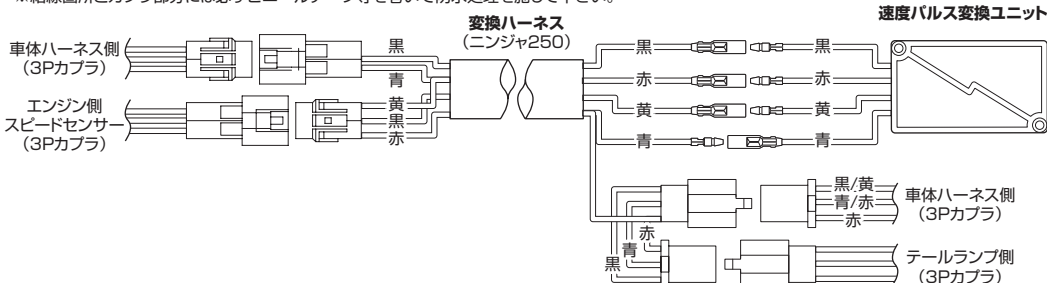 ※結線箇所とカプラ部分には必ずビニールテープ等を巻いて防水処理を施して下さい。
変換ハーネス
(ニンジャ250)
速度パルス変換ユニット
車体ハーネス側
(3Pカプラ)
黒
青
エンジン側
スピードセンサー
(3Pカプラ)
黄
黒
赤
黒
黒
赤
赤
黄
黄
青
青
黒/黄
青/赤
赤
車体ハーネス側
(3Pカプラ)
赤
青
黒
テールランプ側
(3Pカプラ)